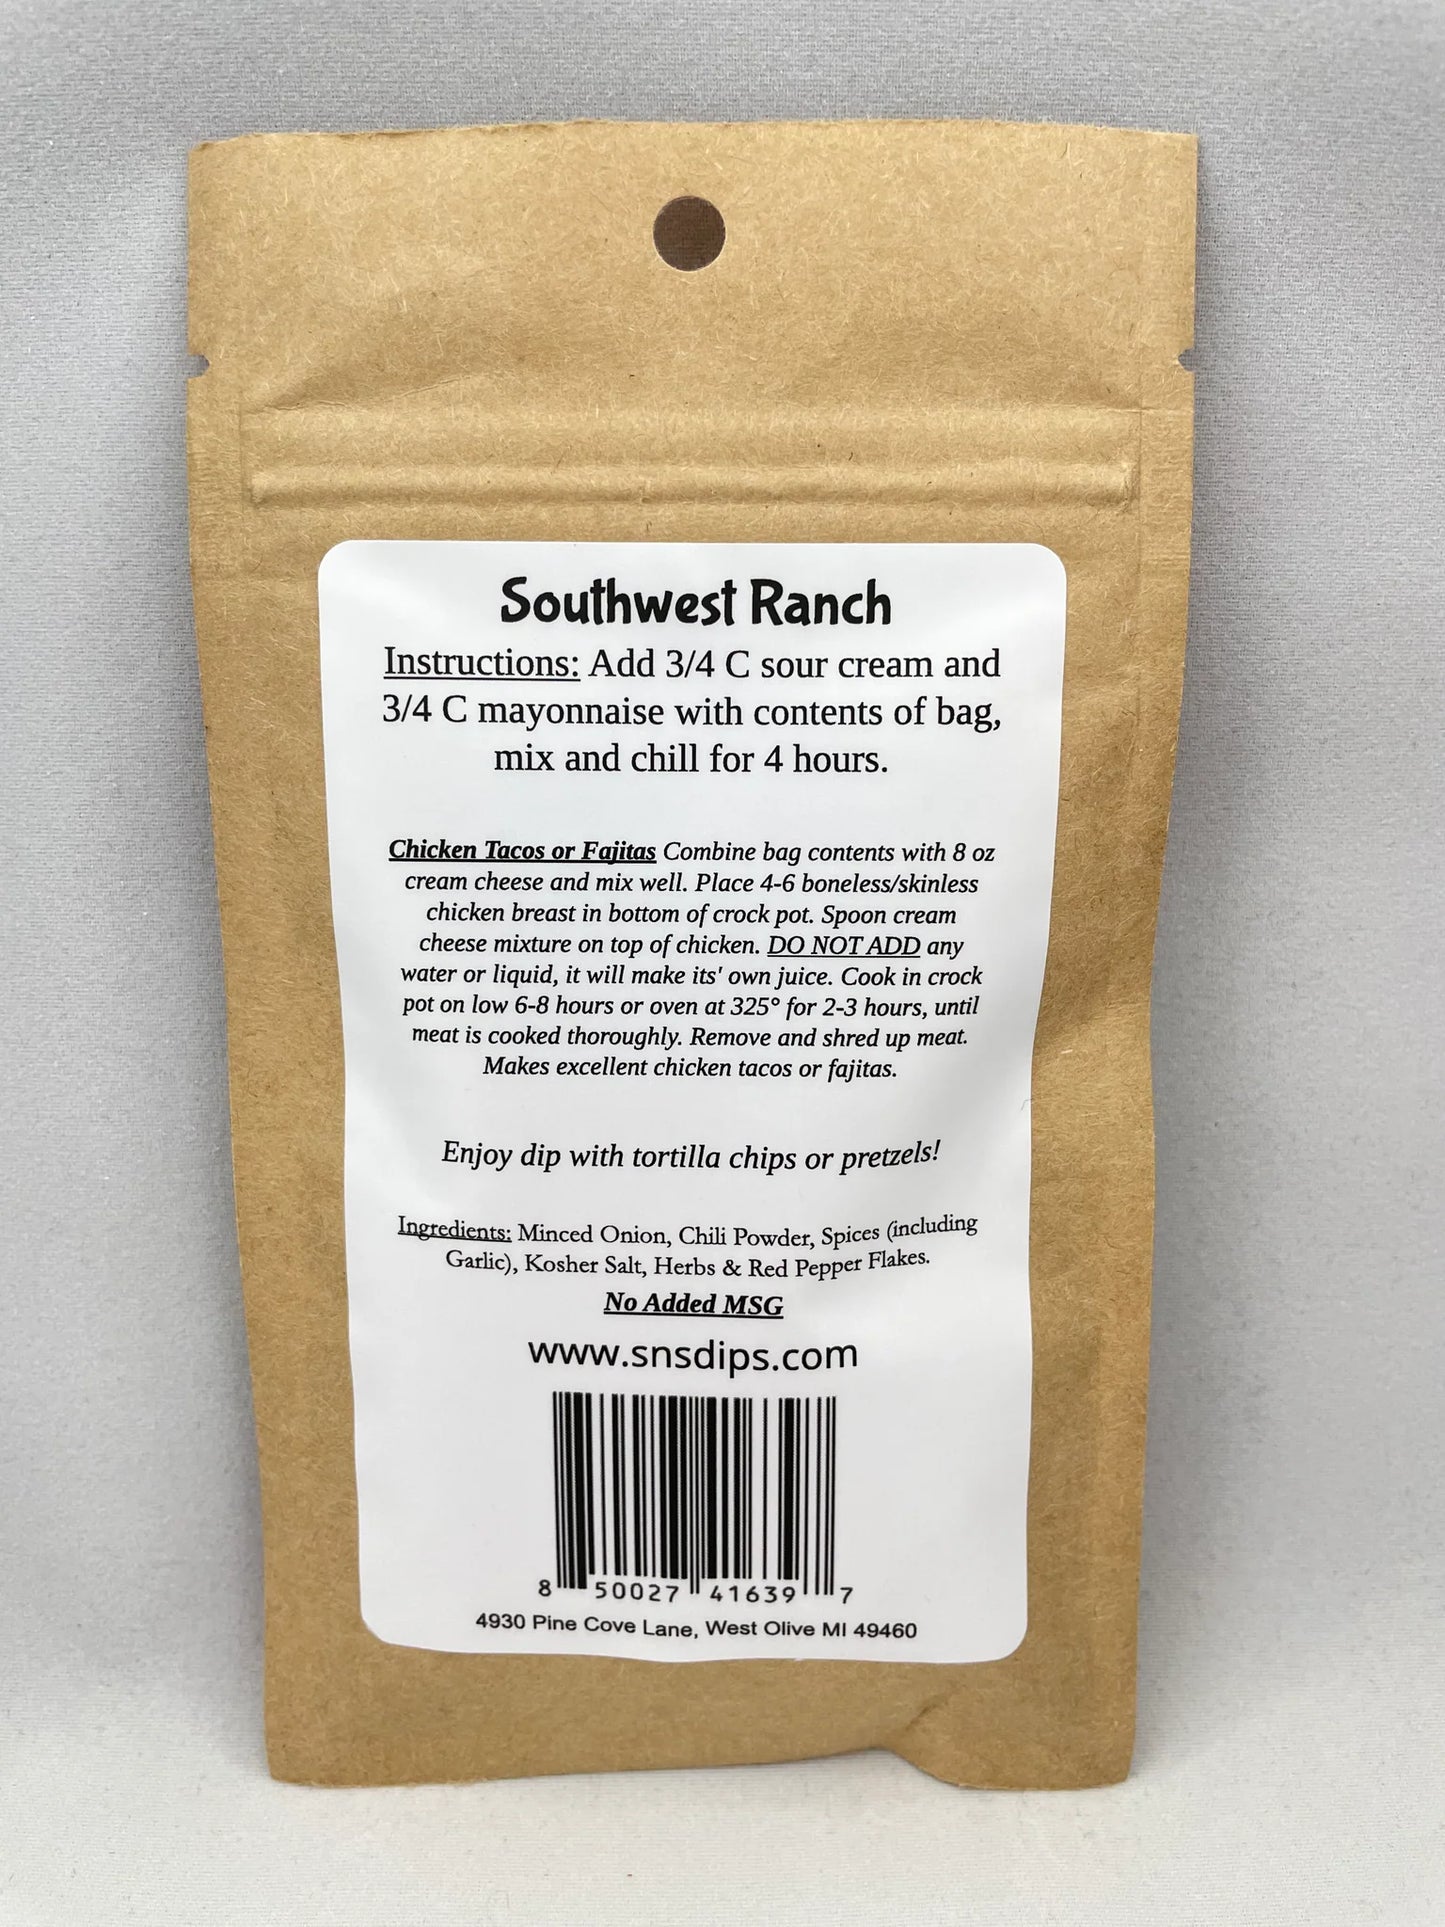 Southwest Ranch
Instructions: Add 3/4 C sour cream and
3/4 C mayonnaise with contents of bag,
mix and chill for 4 hours.
Chicken Tacos or Fajitas Combine bag contents with 8 oz
cream cheese and mix well. Place 4-6 boneless/skinless
chicken breast in bottom of crock pot. Spoon cream
cheese mixture on top of chicken. DO NOT ADD any
water or liquid, it will make its' own juice. Cook in crock
pot on low 6-8 hours or oven at 325° for 2-3 hours, until
meat is cooked thoroughly. Remove and shred up meat.
Makes excellent chicken tacos or fajitas.
Enjoy dip with tortilla chips or pretzels!
Ingredients: Minced Onion, Chili Powder, Spices (including
Garlic), Kosher Salt, Herbs & Red Pepper Flakes.
No Added MSG
www.snsdips.com
8 50027 41639 7
4930 Pine Cove Lane, West Olive MI 49460